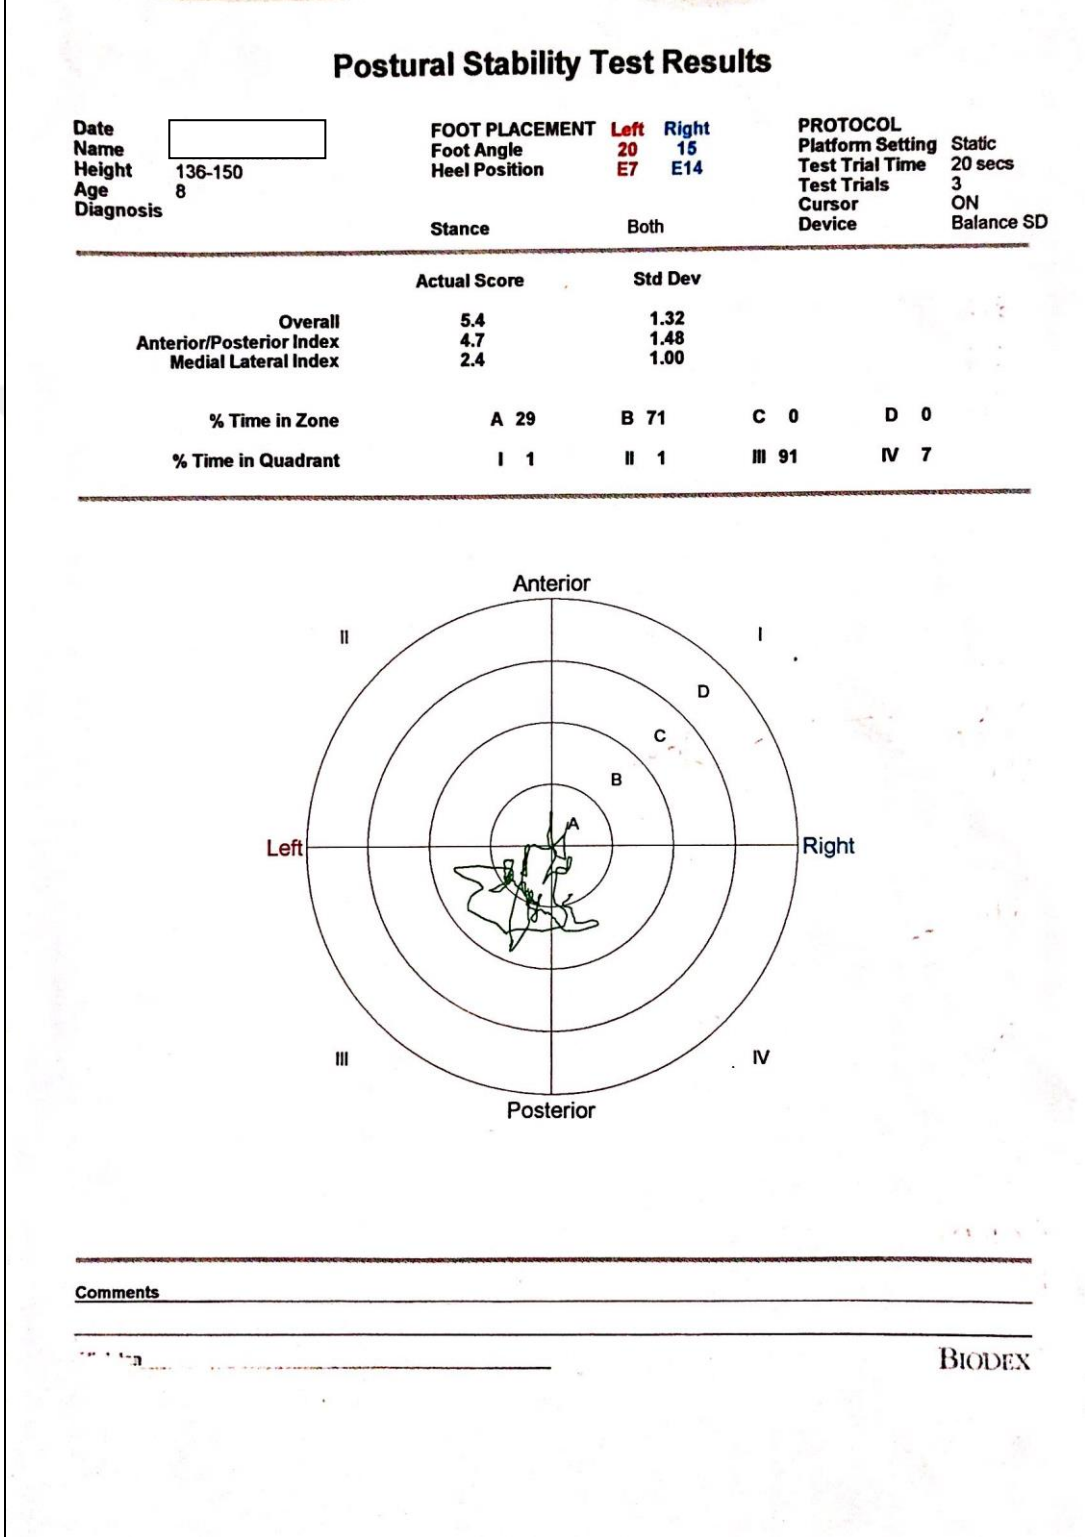 Postural Stability Test Results
Date
Name
Height 136-150
Age 8
Diagnosis
FOOT PLACEMENT Left Right
Foot Angle 20 15
Heel Position E7 E14
Stance Both
PROTOCOL
Platform Setting Static
Test Trial Time 20 secs
Test Trials 3
Cursor ON
Device Balance SD
Actual Score Std Dev
Overall 5.4 1.32
Anterior/Posterior Index 4.7 1.48
Medial Lateral Index 2.4 1.00
% Time in Zone A 29 B 71 C 0 D 0
% Time in Quadrant I 1 II 1 III 91 IV 7
Anterior
II I
D
C
B
A
Left Right
III IV
Posterior
Comments
BIODEX